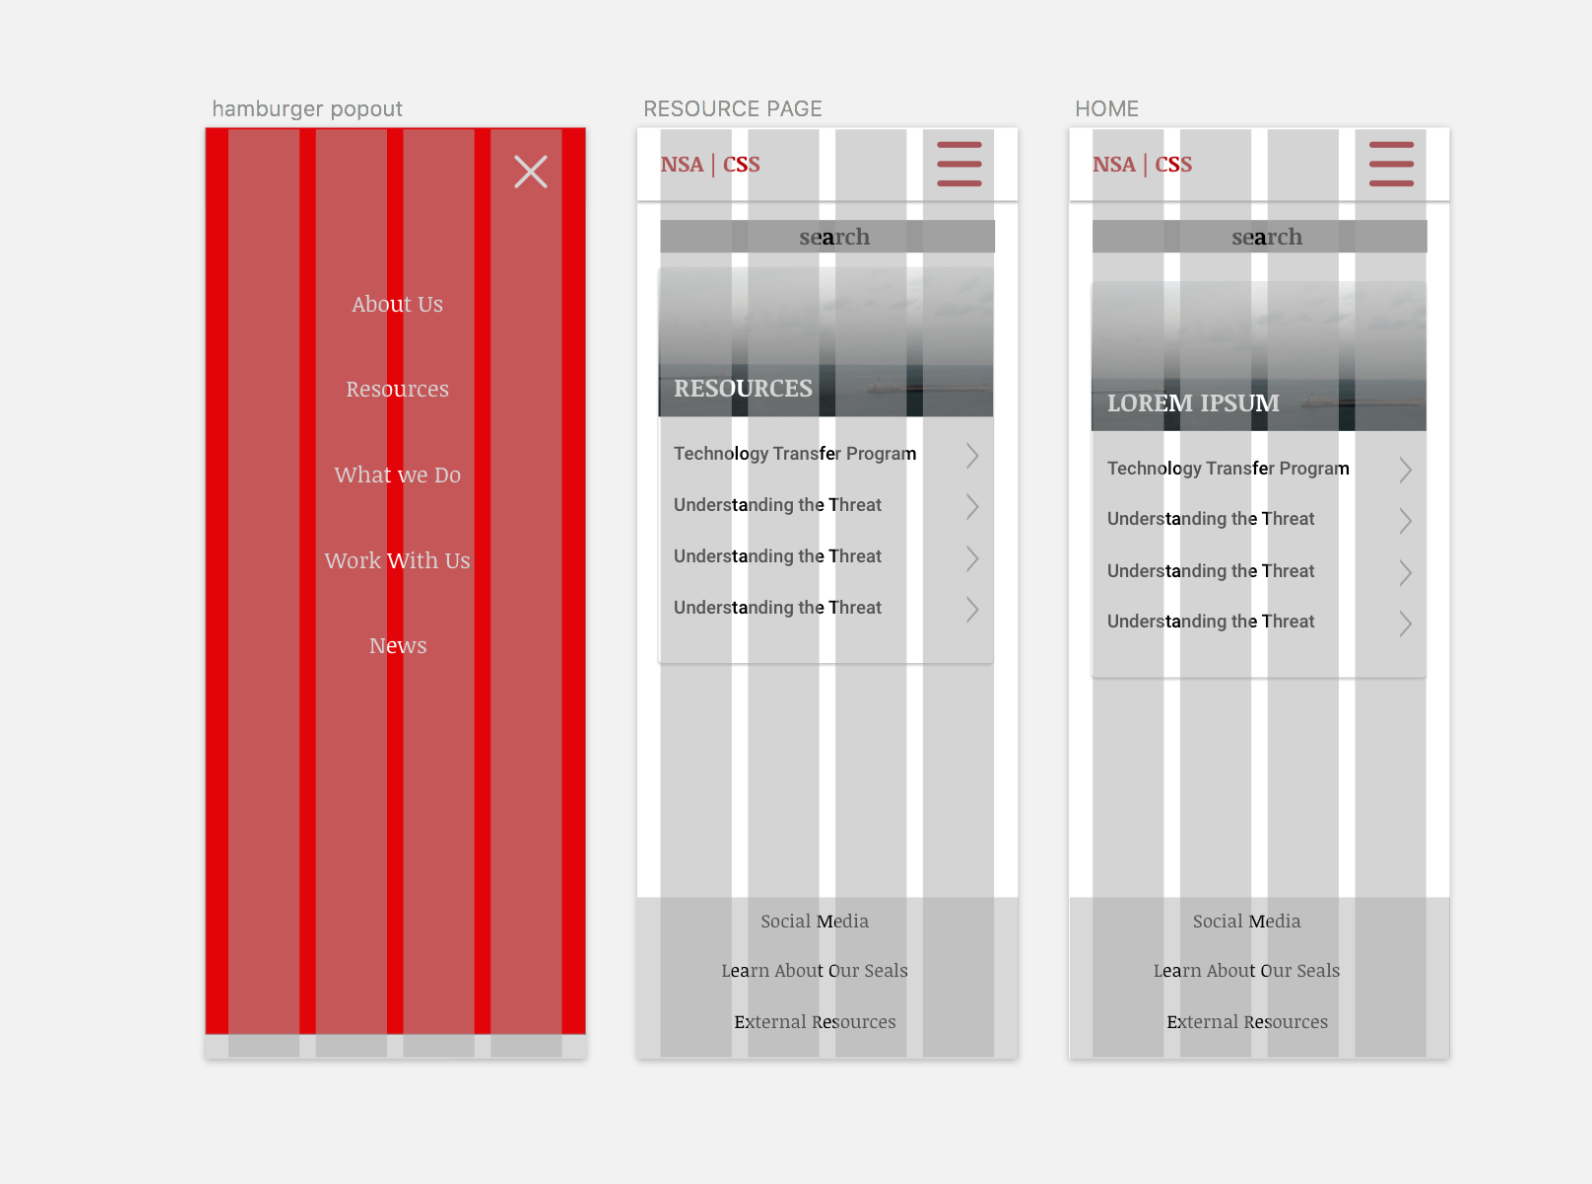 hamburger popout
About Us
Resources
What we Do
Work With Us
News
RESOURCE PAGE
NSA | CSS
search
RESOURCES
Technology Transfer Program
Understanding the Threat
Understanding the Threat
Understanding the Threat
Social Media
Learn About Our Seals
External Resources
HOME
NSA | CSS
search
LOREM IPSUM
Technology Transfer Program
Understanding the Threat
Understanding the Threat
Understanding the Threat
Social Media
Learn About Our Seals
External Resources